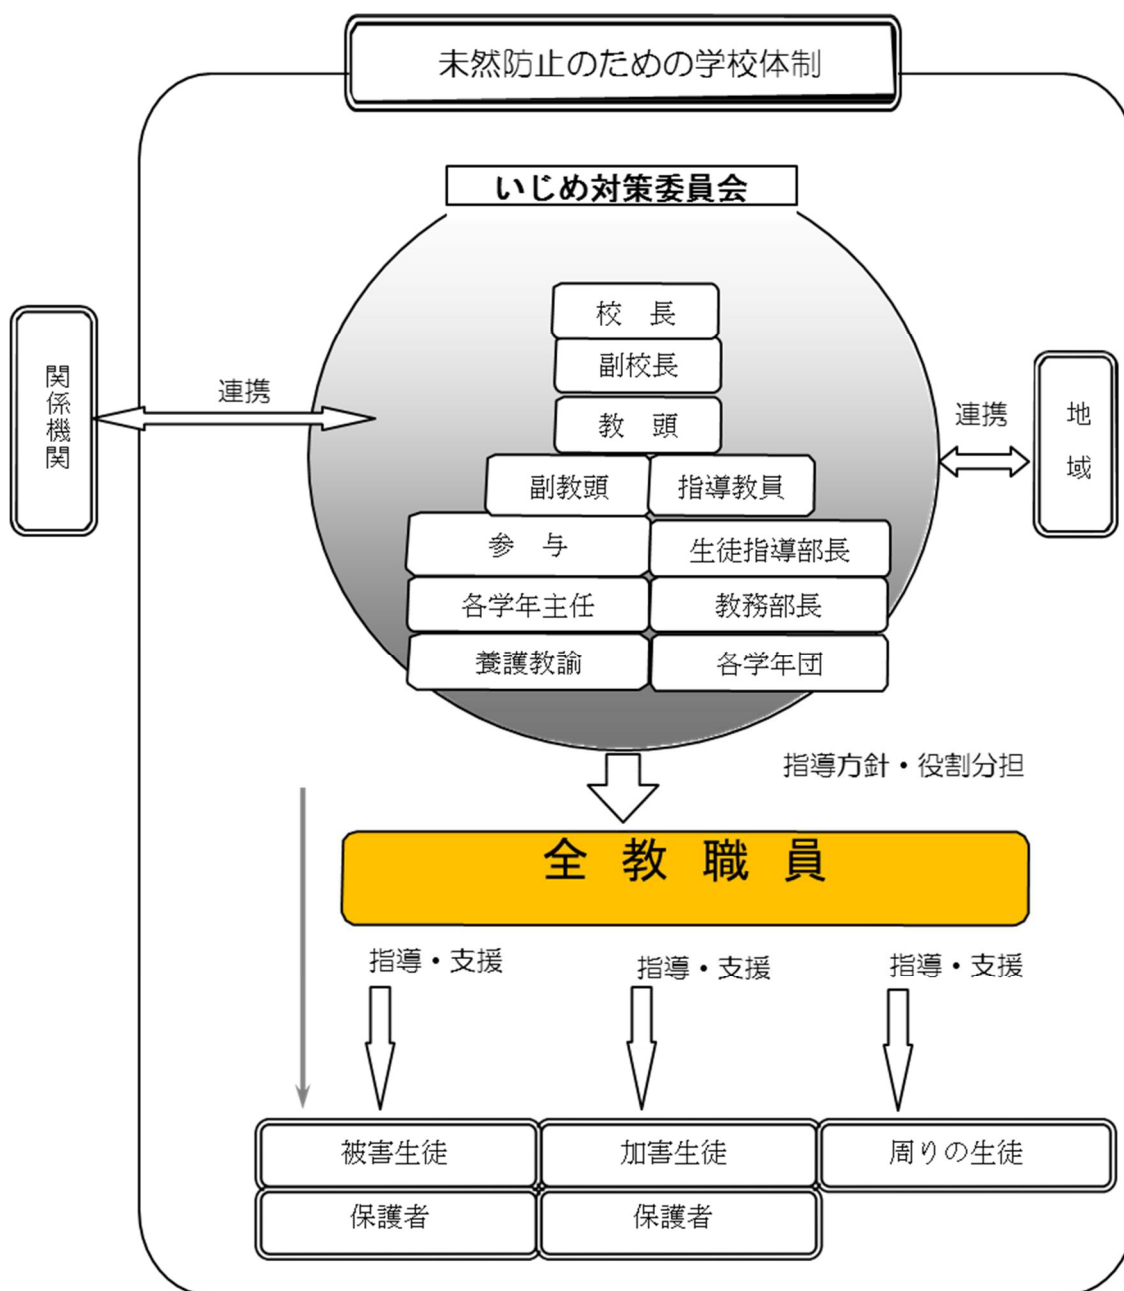 未然防止のための学校体制
いじめ対策委員会
校　長
副校長
教　頭
副教頭
指導教員
参　与
生徒指導部長
各学年主任
教務部長
養護教諭
各学年団
関係機関
連携
連携
地域
指導方針・役割分担
全教職員
指導・支援
指導・支援
指導・支援
被害生徒
加害生徒
周りの生徒
保護者
保護者